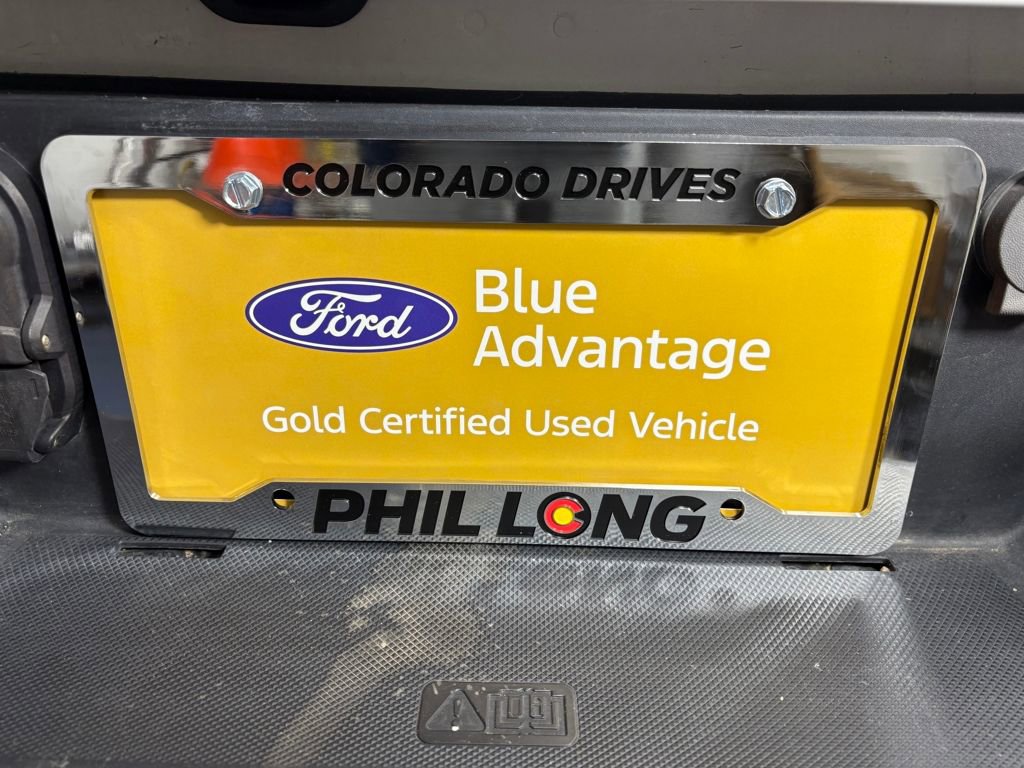 COLORADO DRIVES
Ford
Blue
Advantage
Gold Certified Used Vehicle
PHIL LONG